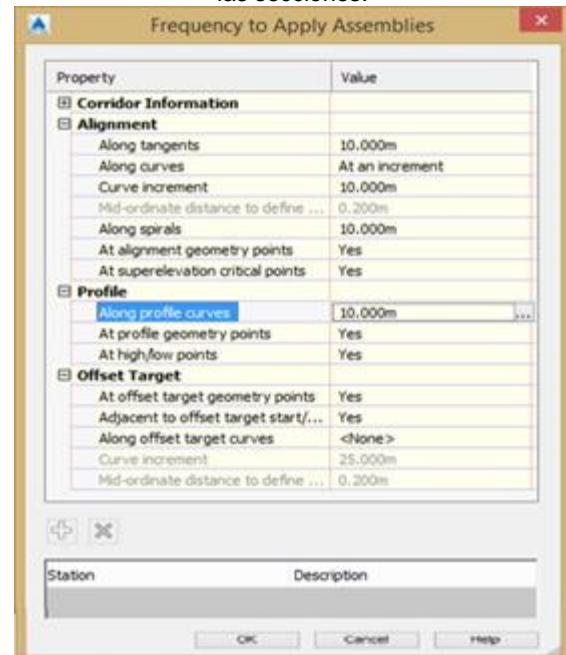 las secciones.
Frequency to Apply Assemblies
Property Value
Corridor Information
Alignment
Along tangents 10.000m
Along curves At an increment
Curve increment 10.000m
Mid-ordinate distance to define ... 0.200m
Along spirals 10.000m
At alignment geometry points Yes
At superelevation critical points Yes
Profile
Along profile curves 10.000m ...
At profile geometry points Yes
At high/low points Yes
Offset Target
At offset target geometry points Yes
Adjacent to offset target start/... Yes
Along offset target curves <None>
Curve increment 25.000m
Mid-ordinate distance to define ... 0.200m
Station Description
OK Cancel Help